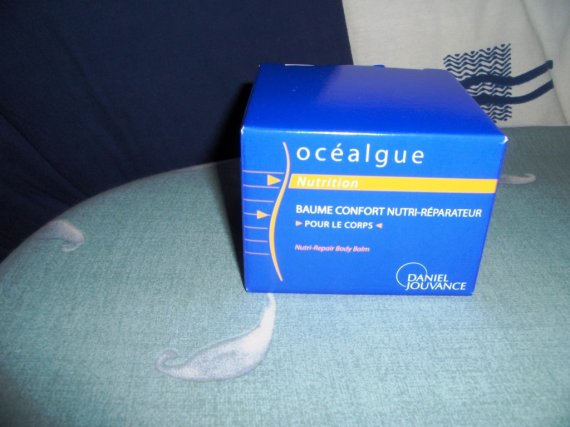 océalgue
Nutrition
BAUME CONFORT NUTRI-RÉPARATEUR
POUR LE CORPS
Nutri-Repair Body Balm
DANIEL
JOUVANCE